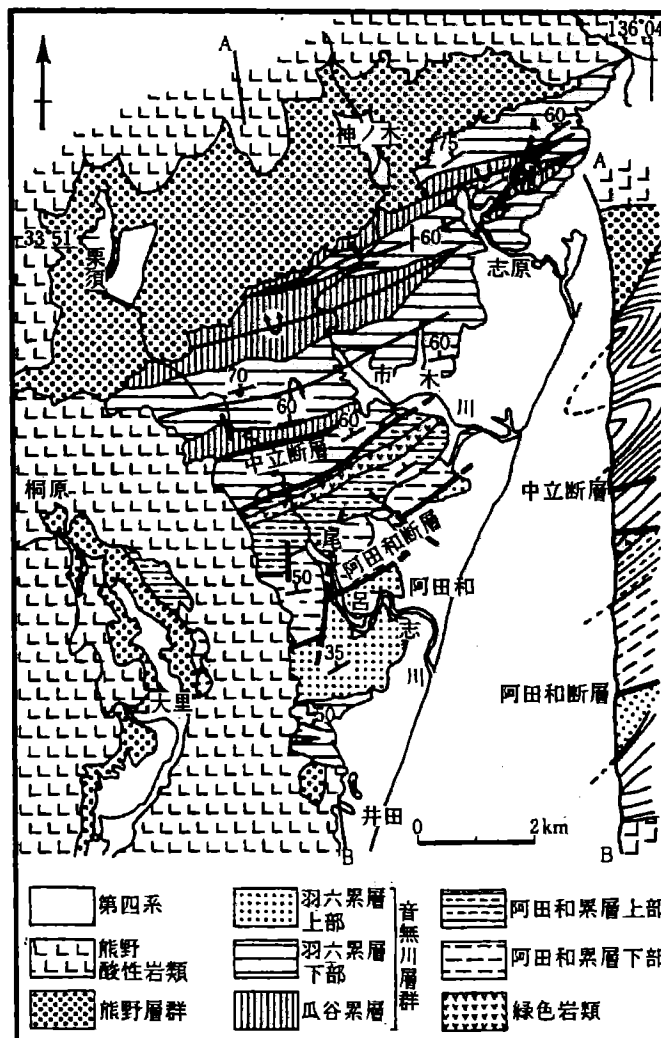 136°04
A
神ノ木
60
75
A
33°51
栗須
60
志原
60
市木川
70
60
60
中立断層
桐原
中立断層
尾呂志川
阿田和断層
50
阿田和
35
大里
阿田和断層
50
井田
0 2km
B
B
第四系
羽六累層上部
阿田和累層上部
熊野酸性岩類
羽六累層下部
音無川層群
阿田和累層下部
熊野層群
瓜谷累層
緑色岩類